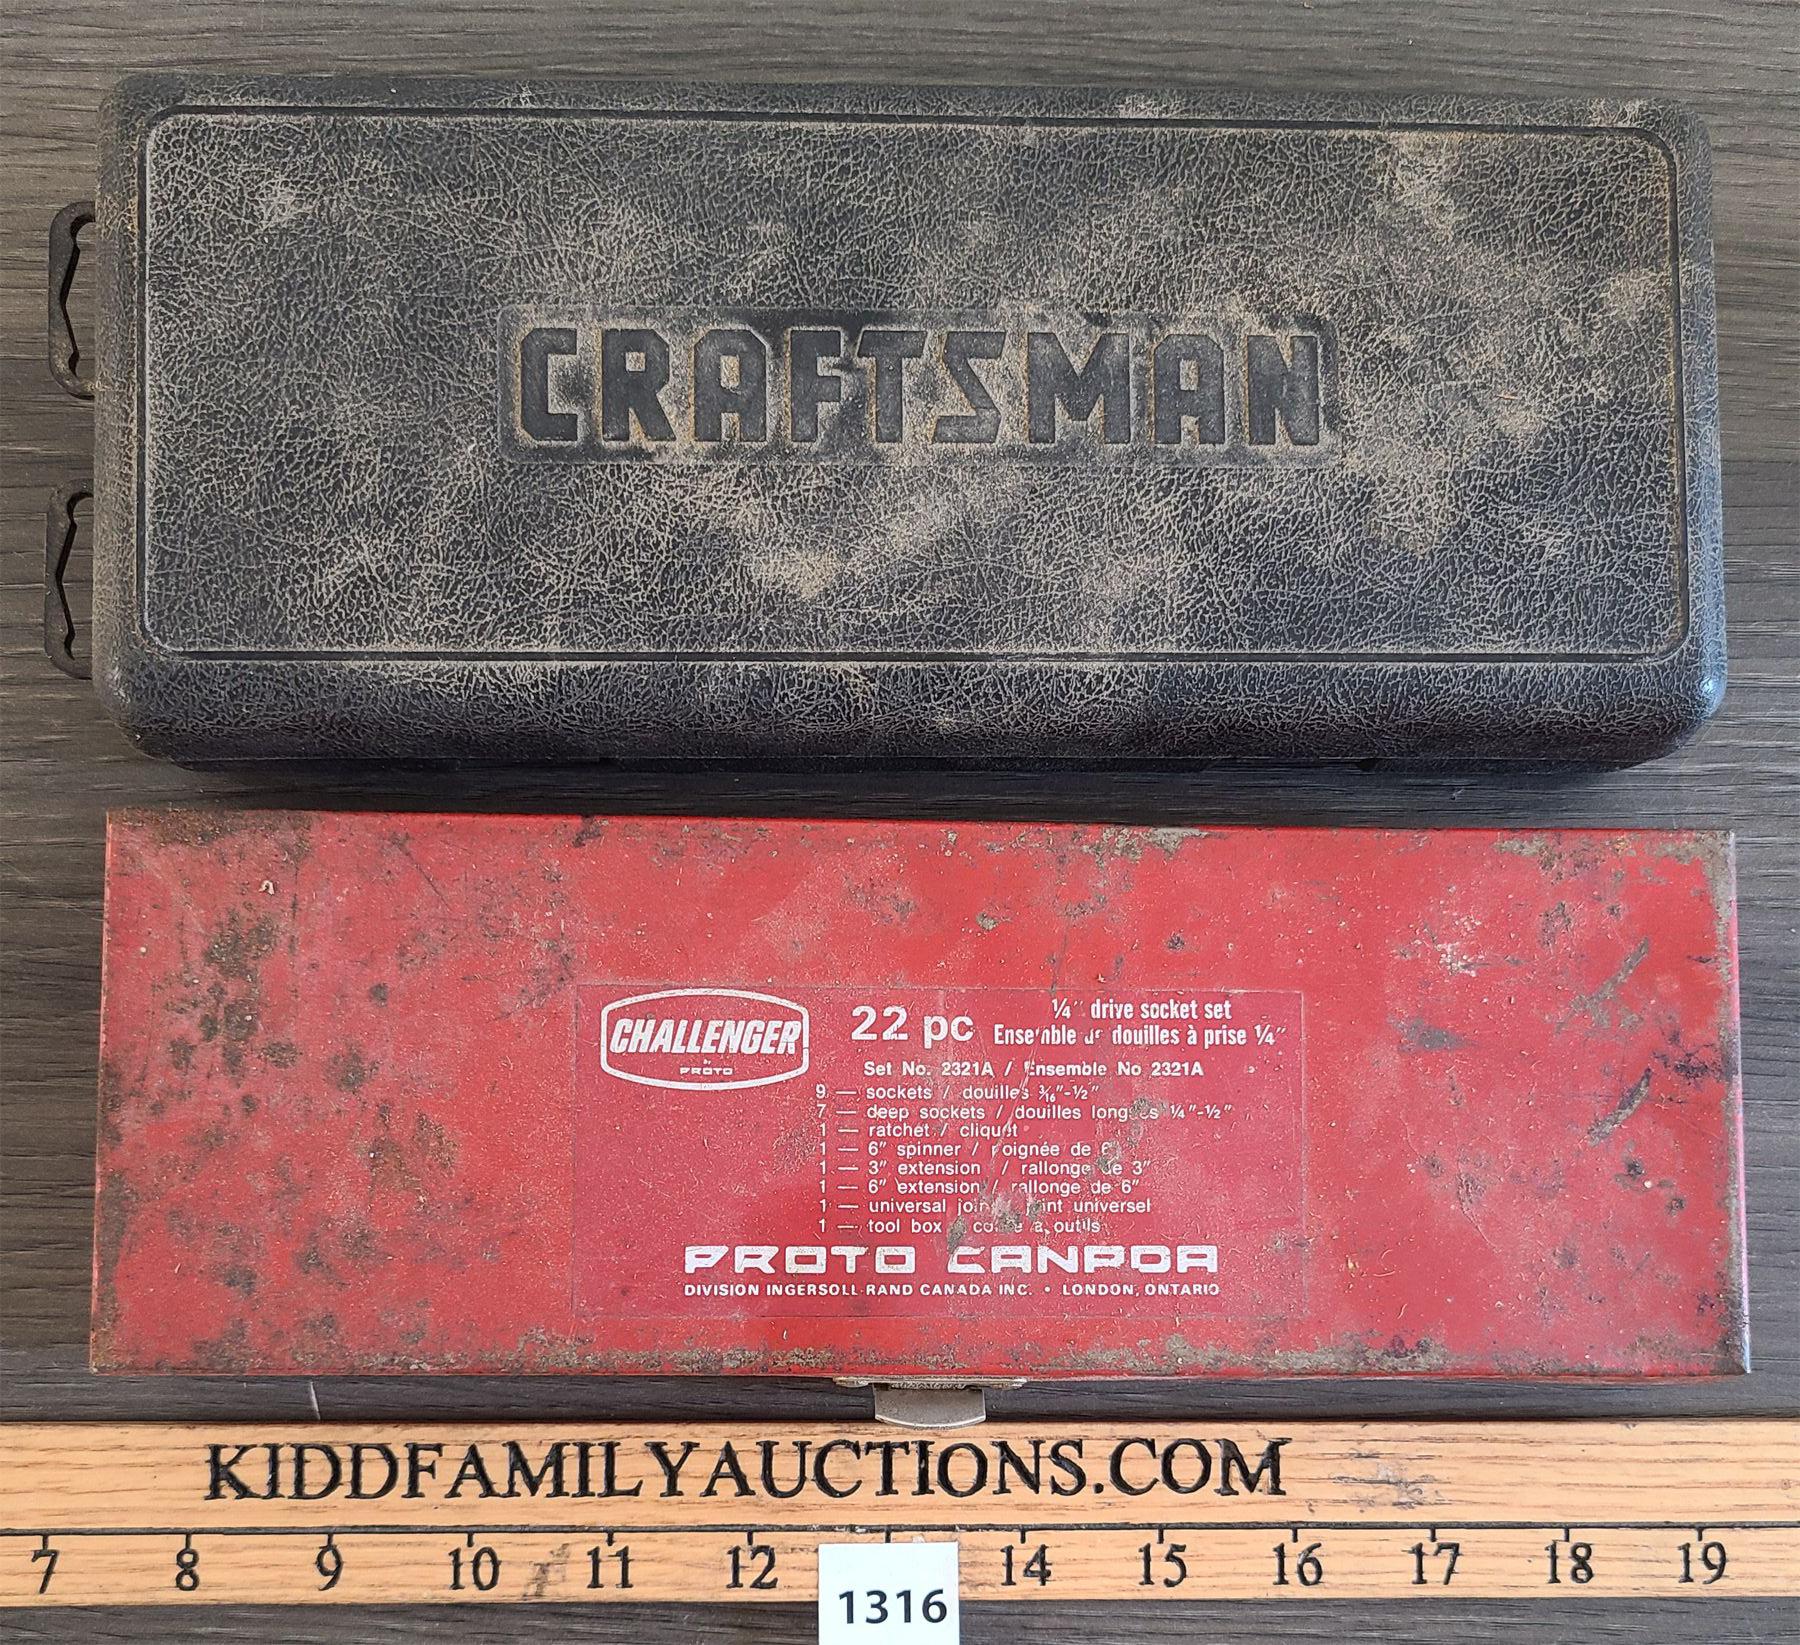 CRAFTSMAN
CHALLENGER
BY
PROTO
22 pc
¼" drive socket set
de douilles à prise ¼"
Set No. 2321A / Ensemble No 2321A
9 — sockets / douilles 3/16"-½"
7 — deep sockets / douilles longues ¼"-½"
1 — ratchet / cliquet
1 — 6" spinner / poignée de 6
1 — 3" extension / rallonge de 3"
1 — 6" extension / rallonge de 6"
1 — universal joint universel
1 — tool box à outils
PROTO CANADA
DIVISION INGERSOLL-RAND CANADA INC. • LONDON, ONTARIO
KIDDFAMILYAUCTIONS.COM
7 8 9 10 11 12 14 15 16 17 18 19
1316